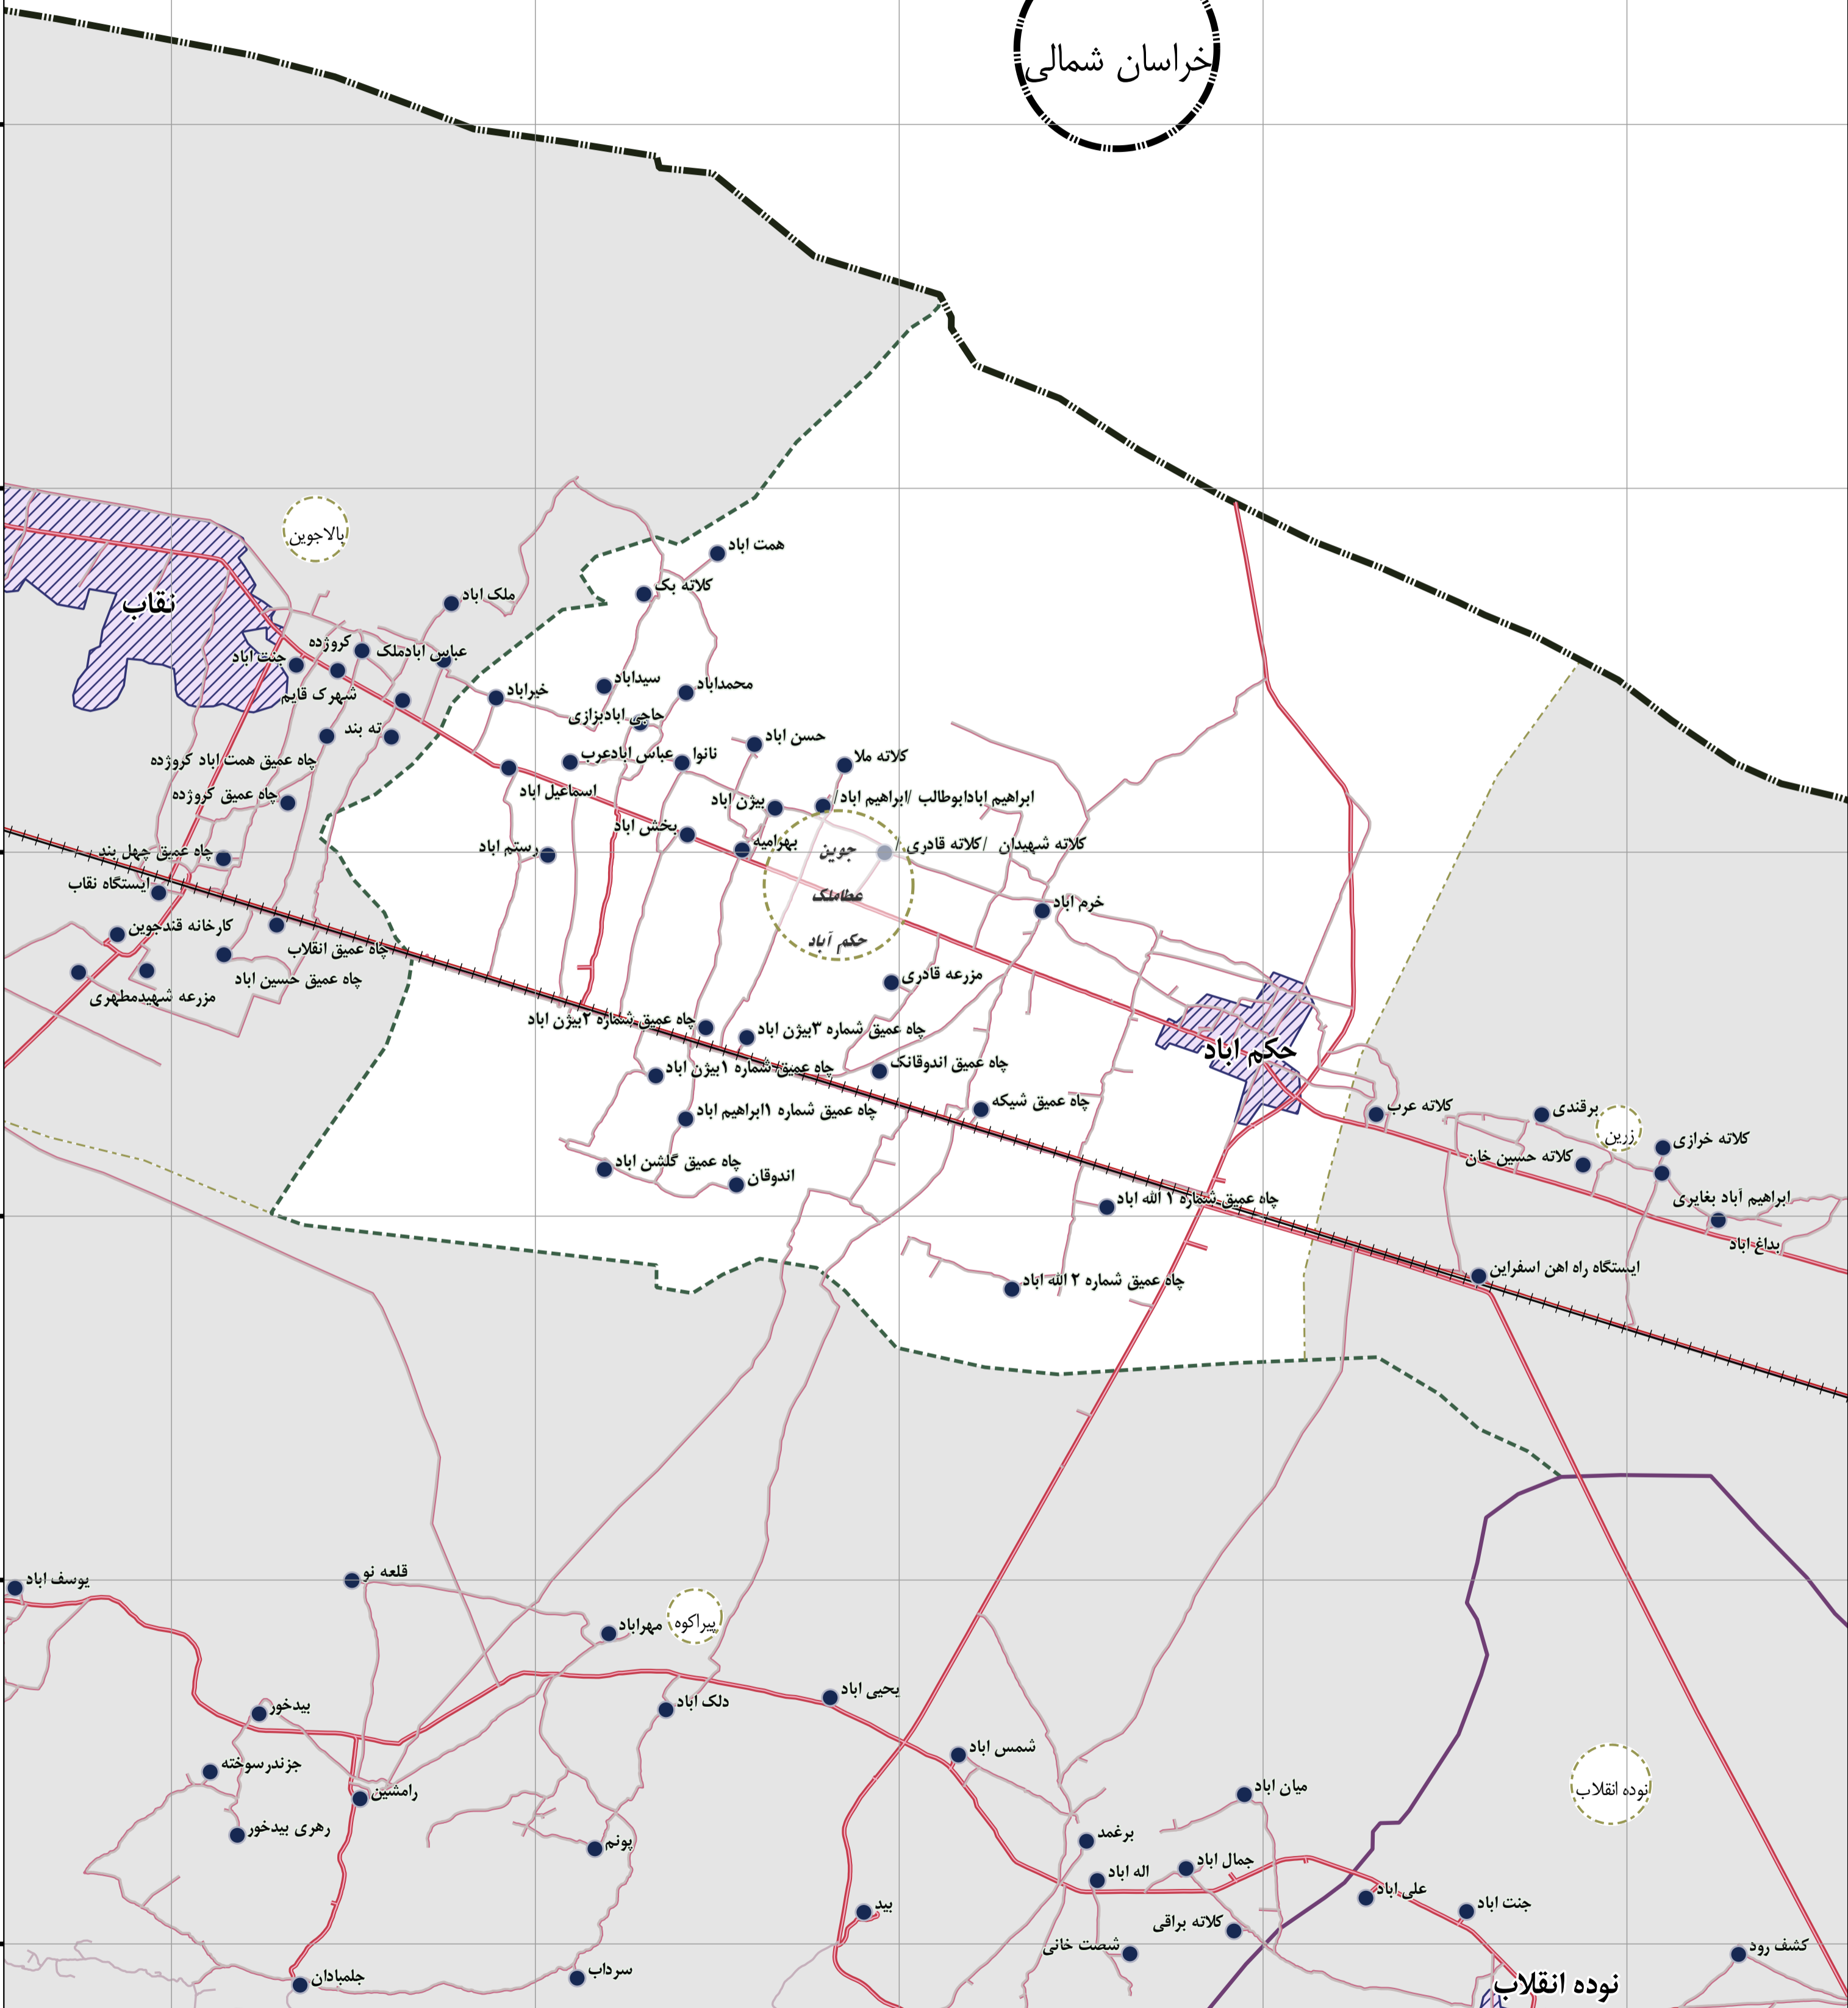 خراسان شمالی
بالاجوین
همت اباد
کلاته بک
ملک اباد
نقاب
کروژده
عباس ابادملک
جنت اباد
سیداباد
محمداباد
خیراباد
شهرک قایم
حاجی ابادبزازی
ته بند
حسن اباد
نانوا
عباس ابادعرب
کلاته ملا
چاه عمیق همت اباد کروژده
اسماعیل اباد
چاه عمیق کروژده
بیژن اباد
ابراهیم ابادابوطالب /ابراهیم اباد/
بخش اباد
بهرامیه
رستم اباد
جوین
کلاته شهیدان /کلاته قادری /
چاه عمیق چهل بند
ایستگاه نقاب
عطاملک
خرم اباد
کارخانه قندجوین
حکم آباد
چاه عمیق انقلاب
چاه عمیق حسین اباد
مزرعه قادری
مزرعه شهیدمطهری
چاه عمیق شماره ۲بیژن اباد
چاه عمیق شماره ۳بیژن اباد
حکم اباد
چاه عمیق شماره ۱بیژن اباد
چاه عمیق اندوقانک
چاه عمیق شماره ۱ابراهیم اباد
چاه عمیق شیکه
کلاته عرب
برقندی
زرین
کلاته خرازی
کلاته حسین خان
چاه عمیق گلشن اباد
اندوقان
چاه عمیق شماره ۱ الله اباد
ابراهیم آباد بغایری
بداغ اباد
چاه عمیق شماره ۲ الله اباد
ایستگاه راه اهن اسفراین
یوسف اباد
قلعه نو
مهراباد
پیراکوه
بیدخور
دلک اباد
یحیی اباد
شمس اباد
جزندرسوخته
رامشین
میان اباد
نوده انقلاب
رهری بیدخور
پونم
برغمد
اله اباد
جمال اباد
علی اباد
جنت اباد
بید
کلاته براقی
شصت خانی
کشف رود
جلمبادان
سرداب
نوده انقلاب